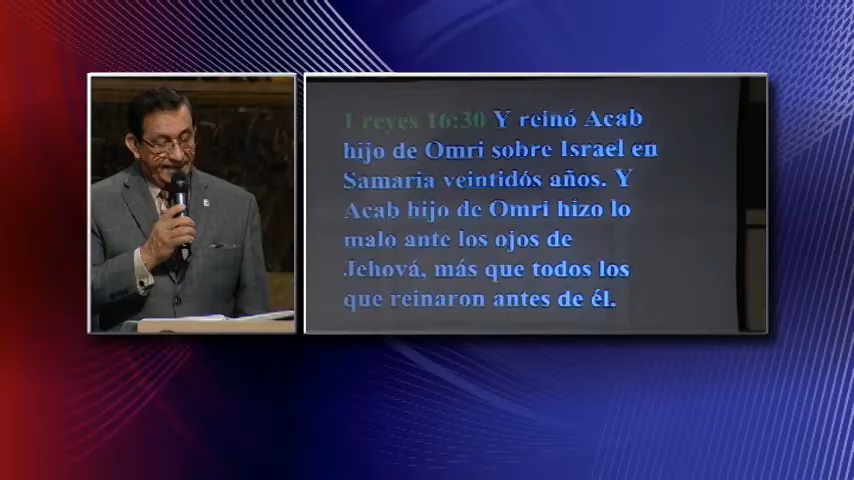 1 reyes 16:30 Y reinó Acab
hijo de Omri sobre Israel en
Samaria veintidós años. Y
Acab hijo de Omri hizo lo
malo ante los ojos de
Jehová, más que todos los
que reinaron antes de él.